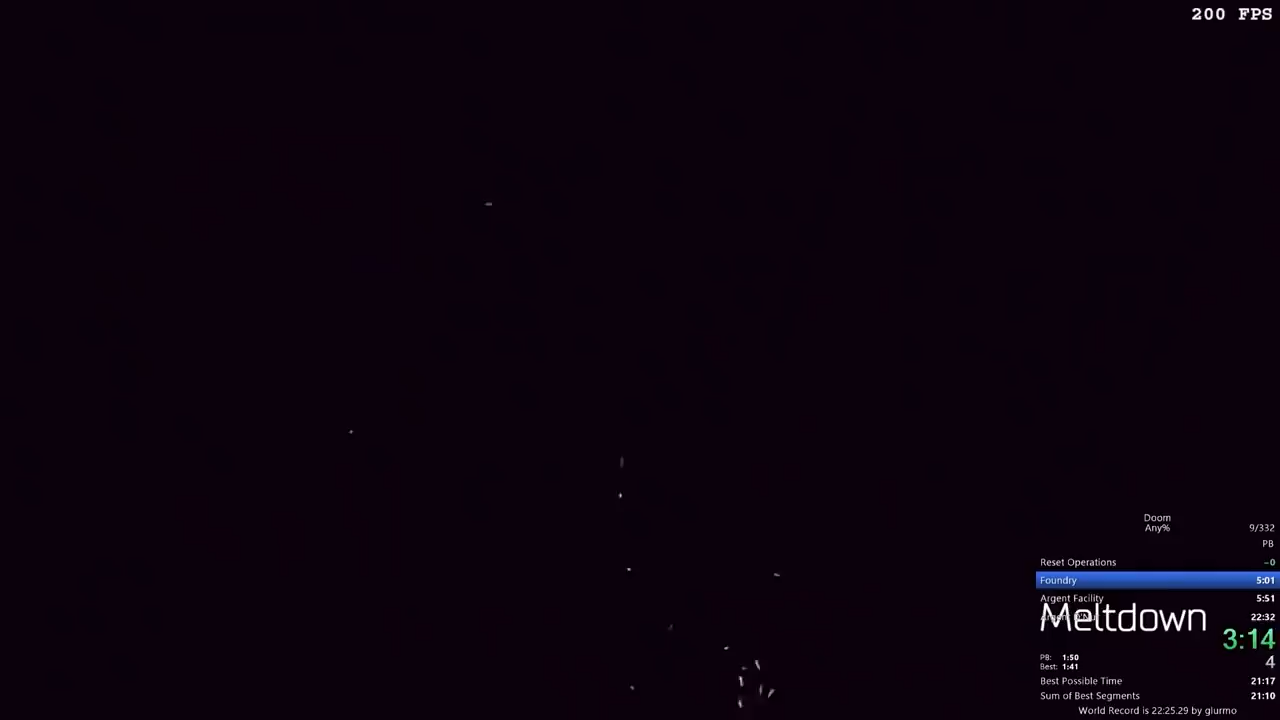 200 FPS
Doom
Any% 9/332
PB
Reset Operations -0
Foundry 5:01
Argent Facility 5:51
22:32
Meltdown
3:14
PB: 1:50 4
Best: 1:41
Best Possible Time 21:17
Sum of Best Segments 21:10
World Record is 22:25.29 by glurmo